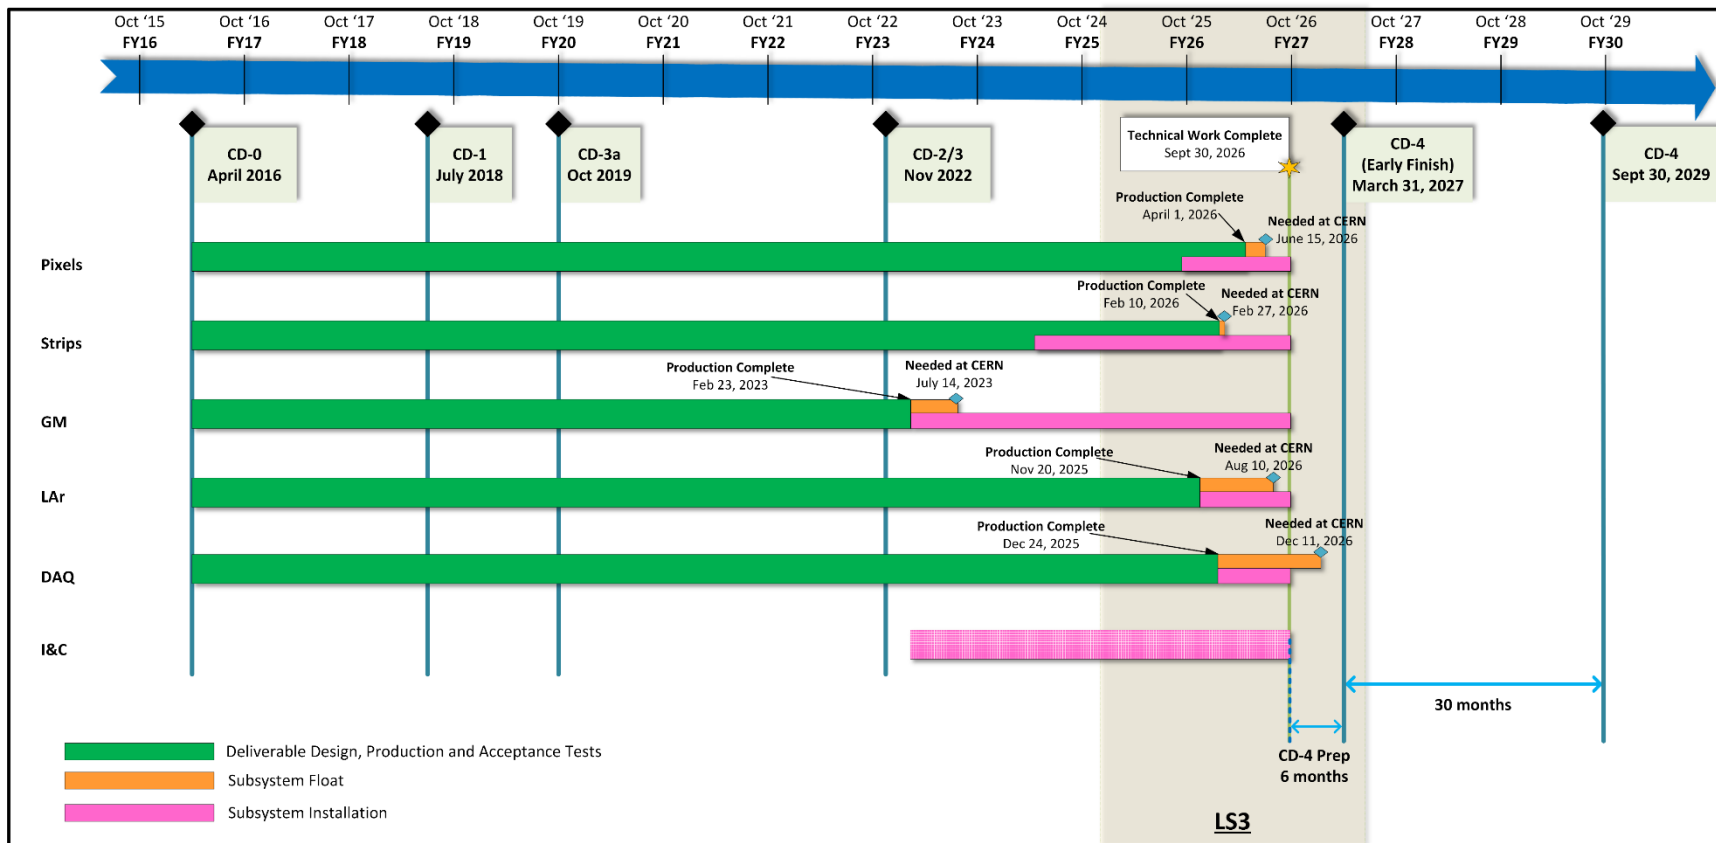 Oct '15 Oct '16 Oct '17 Oct '18 Oct '19 Oct '20 Oct '21 Oct '22 Oct '23 Oct '24 Oct '25 Oct '26 Oct '27 Oct '28 Oct '29
FY16 FY17 FY18 FY19 FY20 FY21 FY22 FY23 FY24 FY25 FY26 FY27 FY28 FY29 FY30
CD-0
April 2016
CD-1
July 2018
CD-3a
Oct 2019
CD-2/3
Nov 2022
Technical Work Complete
Sept 30, 2026
CD-4
(Early Finish)
March 31, 2027
CD-4
Sept 30, 2029
Pixels
Production Complete
April 1, 2026
Needed at CERN
June 15, 2026
Strips
Production Complete
Feb 10, 2026
Needed at CERN
Feb 27, 2026
GM
Production Complete
Feb 23, 2023
Needed at CERN
July 14, 2023
LAr
Production Complete
Nov 20, 2025
Needed at CERN
Aug 10, 2026
DAQ
Production Complete
Dec 24, 2025
Needed at CERN
Dec 11, 2026
I&C
30 months
CD-4 Prep
6 months
Deliverable Design, Production and Acceptance Tests
Subsystem Float
Subsystem Installation
LS3